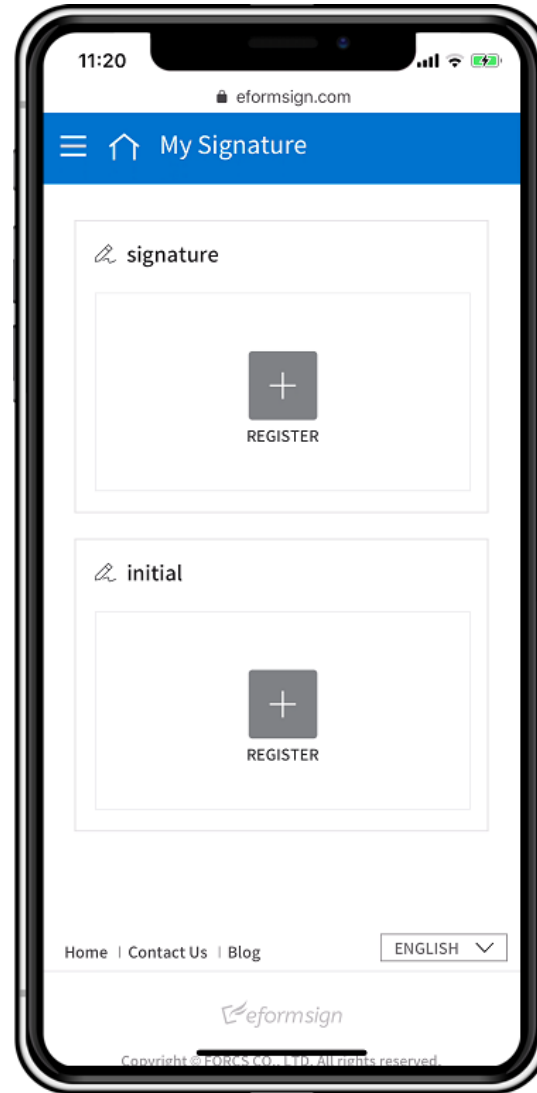 11:20
eformsign.com
My Signature
signature
+
REGISTER
initial
+
REGISTER
Home | Contact Us | Blog
ENGLISH
eformsign
Copyright © FORCS CO., LTD. All rights reserved.